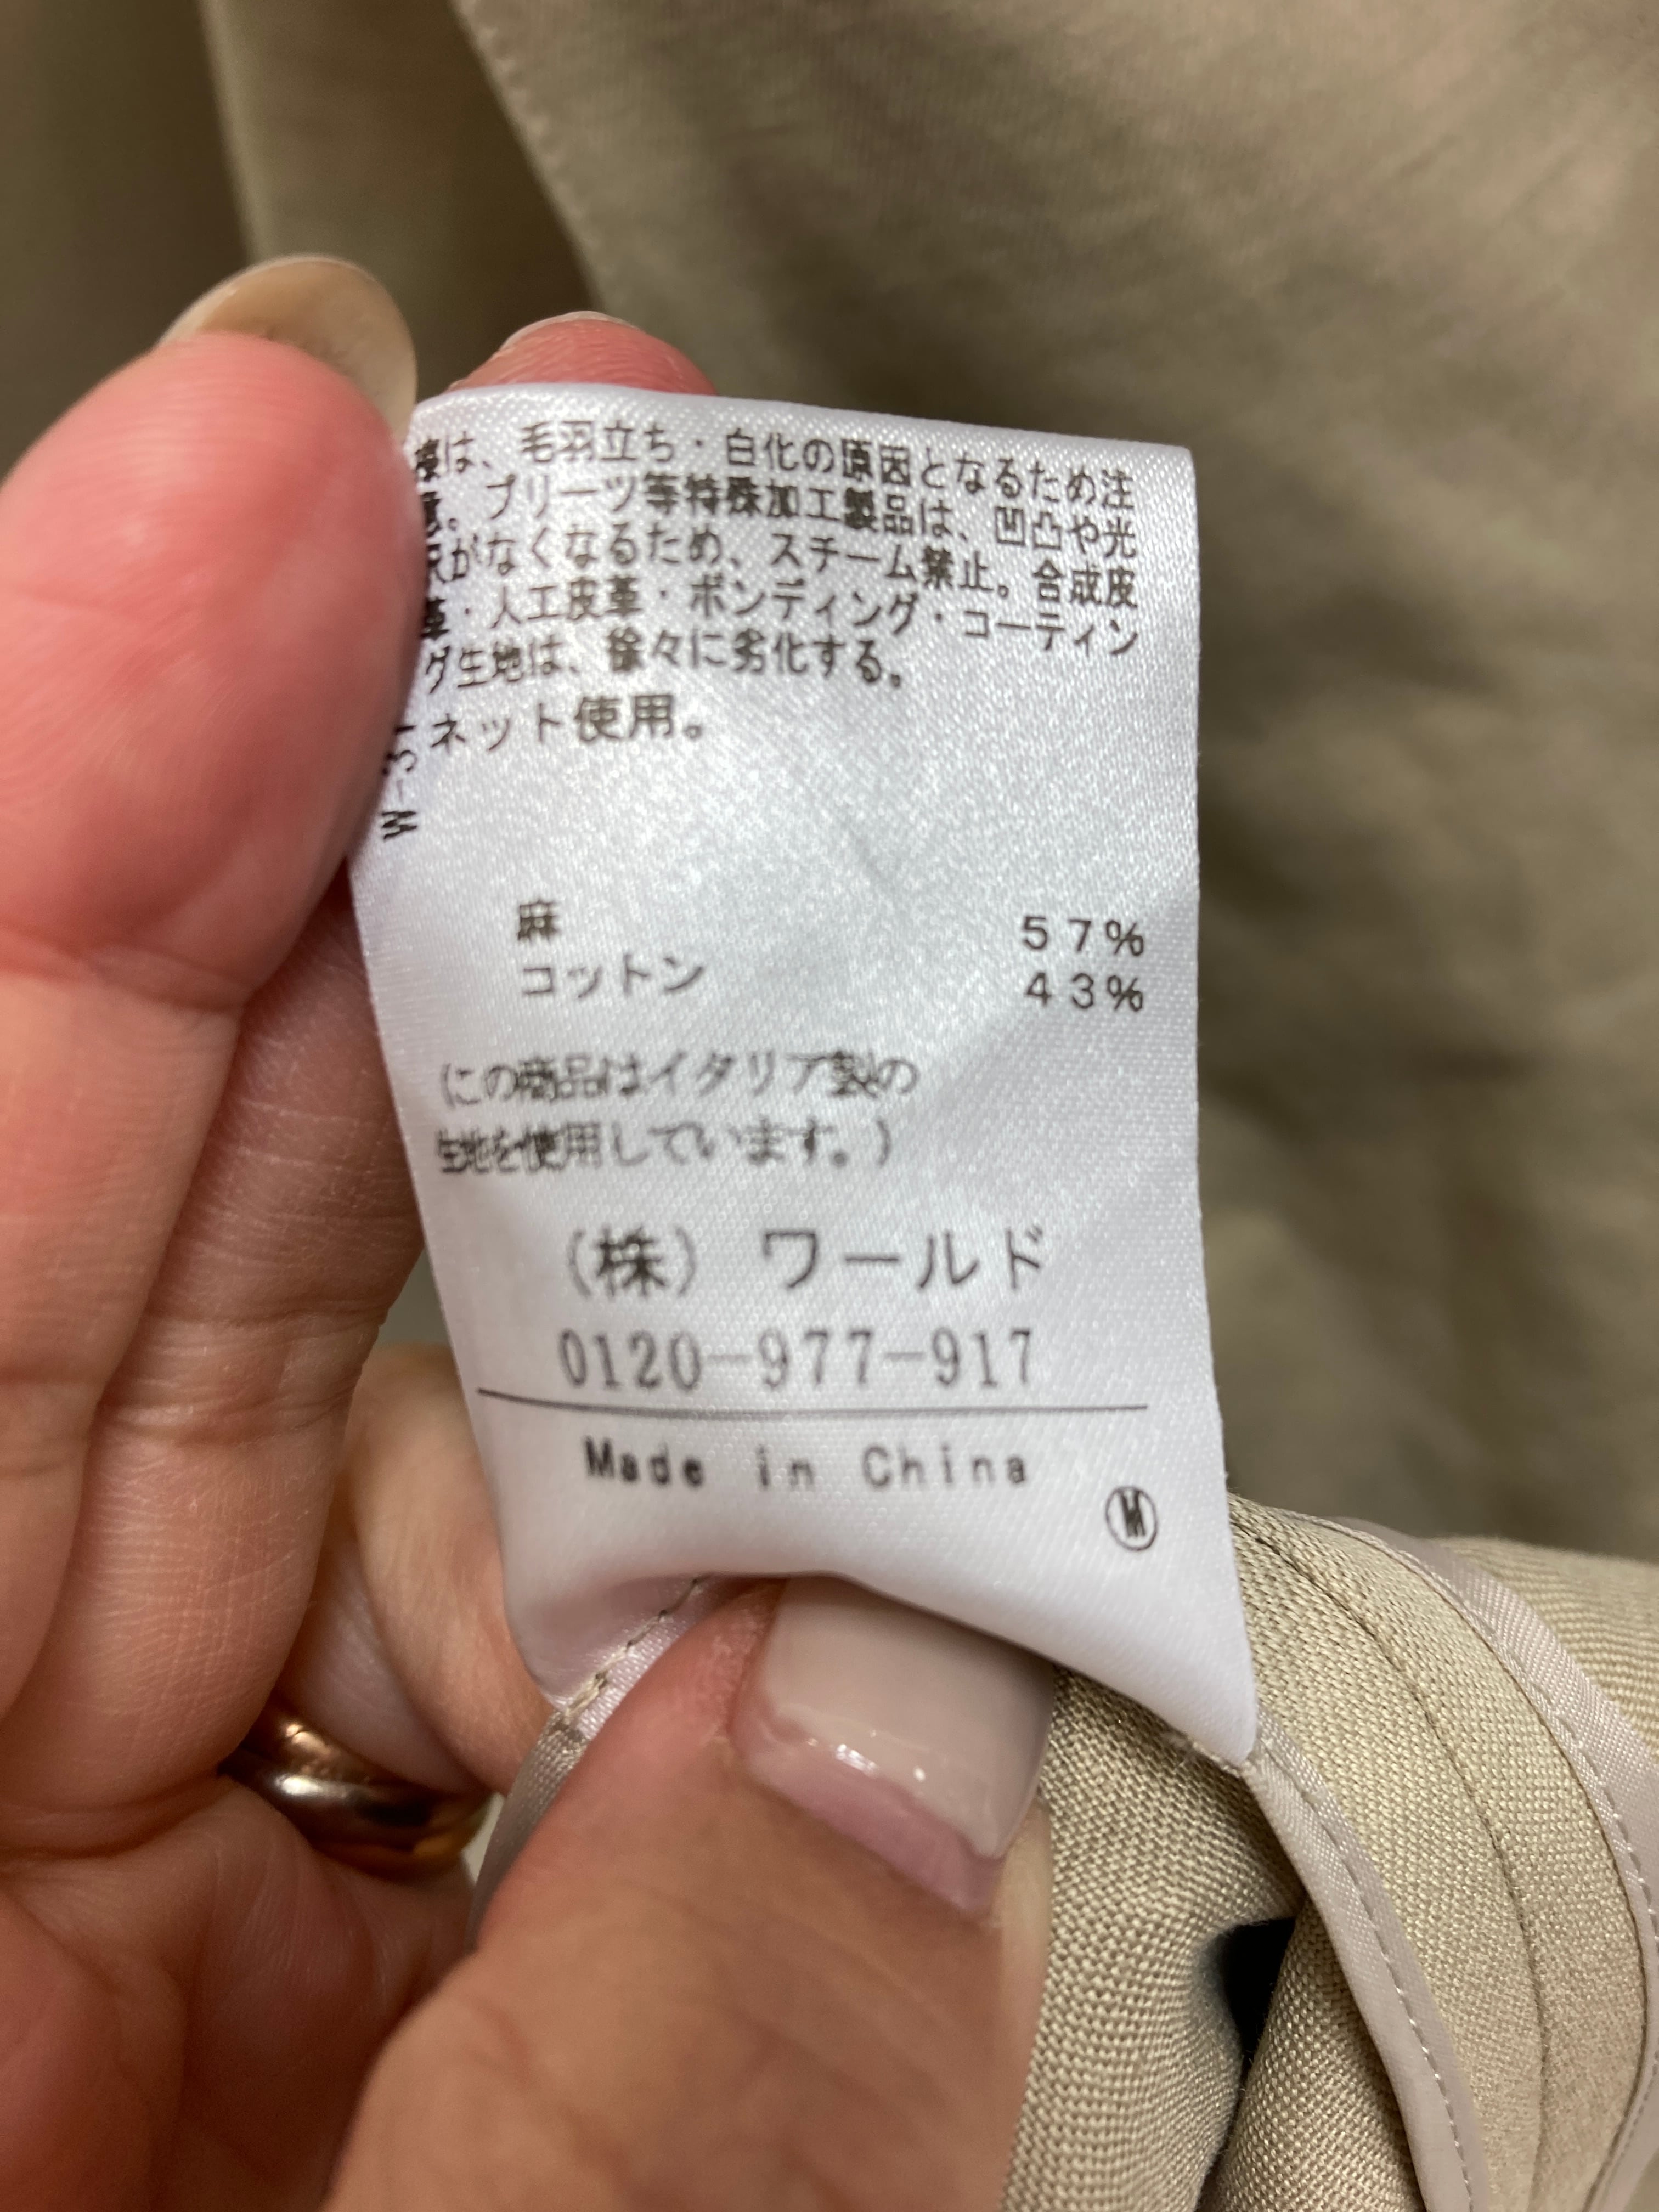 擦は、毛羽立ち・白化の原因となるため注
意。プリーツ等特殊加工製品は、凹凸や光
沢がなくなるため、スチーム禁止。合成皮
革・人工皮革・ボンディング・コーティン
グ生地は、徐々に劣化する。
ネット使用。
麻 57%
コットン 43%
(この商品はイタリア製の
生地を使用しています。)
(株) ワールド
0120-977-917
Made in China
Ⓜ